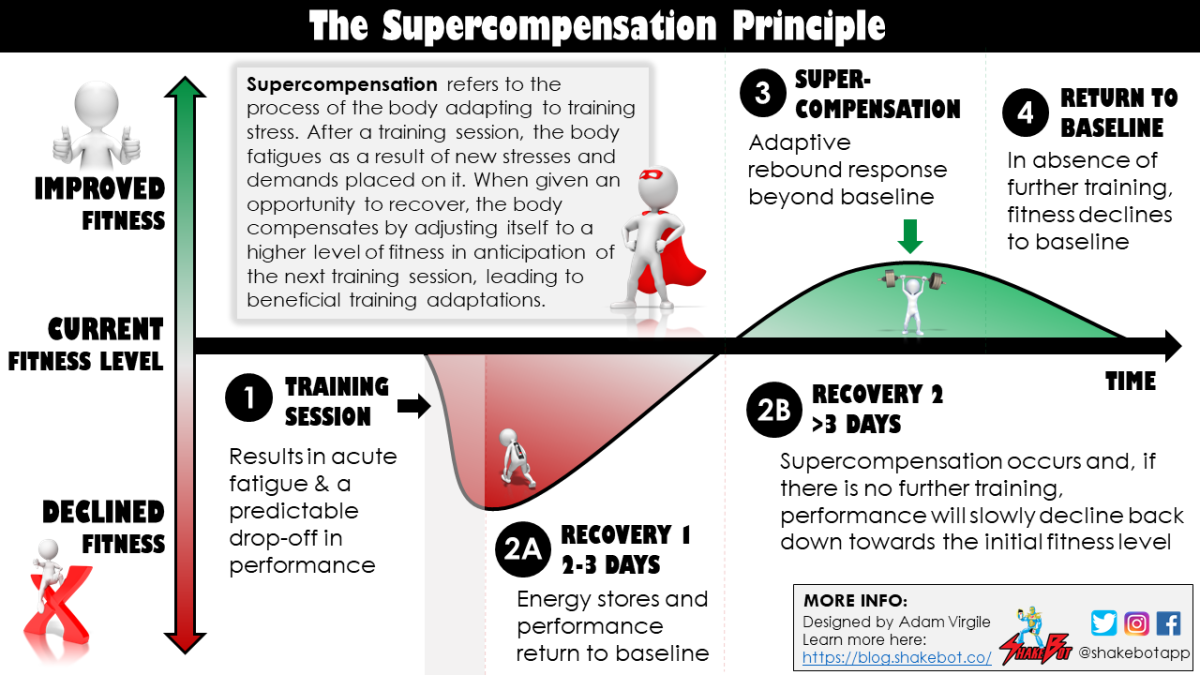 The Supercompensation Principle
IMPROVED
FITNESS
CURRENT
FITNESS LEVEL
DECLINED
FITNESS
Supercompensation refers to the
process of the body adapting to training
stress. After a training session, the body
fatigues as a result of new stresses and
demands placed on it. When given an
opportunity to recover, the body
compensates by adjusting itself to a
higher level of fitness in anticipation of
the next training session, leading to
beneficial training adaptations.
1 TRAINING
SESSION
Results in acute
fatigue & a
predictable
drop-off in
performance
2A RECOVERY 1
2-3 DAYS
Energy stores and
performance
return to baseline
3 SUPER-
COMPENSATION
Adaptive
rebound response
beyond baseline
4 RETURN TO
BASELINE
In absence of
further training,
fitness declines
to baseline
TIME
2B RECOVERY 2
>3 DAYS
Supercompensation occurs and, if
there is no further training,
performance will slowly decline back
down towards the initial fitness level
MORE INFO:
Designed by Adam Virgile
Learn more here:
https://blog.shakebot.co/
SHAKEBOT
@shakebotapp